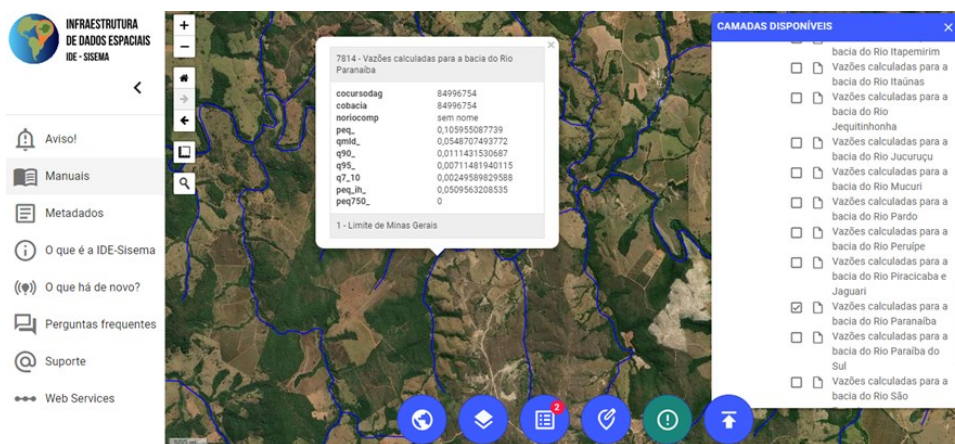 INFRAESTRUTURA
DE DADOS ESPACIAIS
IDE - SISEMA
Aviso!
Manuais
Metadados
O que é a IDE-Sisema
O que há de novo?
Perguntas frequentes
Suporte
Web Services
7814 - Vazões calculadas para a bacia do Rio
Paranaíba
cocursodag 84996754
cobacia 84996754
noriocomp sem nome
peq_ 0,105955087739
qmld_ 0,0548707493772
q90_ 0,0111431530687
q95_ 0,00711481940115
q7_10 0,00249589829588
peq_ih_ 0,0509563208535
peq750_ 0
1 - Limite de Minas Gerais
2
CAMADAS DISPONÍVEIS
bacia do Rio Itapemirim
Vazões calculadas para a
bacia do Rio Itaúnas
Vazões calculadas para a
bacia do Rio
Jequitinhonha
Vazões calculadas para a
bacia do Rio Jucuruçu
Vazões calculadas para a
bacia do Rio Mucuri
Vazões calculadas para a
bacia do Rio Pardo
Vazões calculadas para a
bacia do Rio Peruípe
Vazões calculadas para a
bacia do Rio Piracicaba e
Jaguari
Vazões calculadas para a
bacia do Rio Paranaíba
Vazões calculadas para a
bacia do Rio Paraíba do
Sul
Vazões calculadas para a
bacia do Rio São